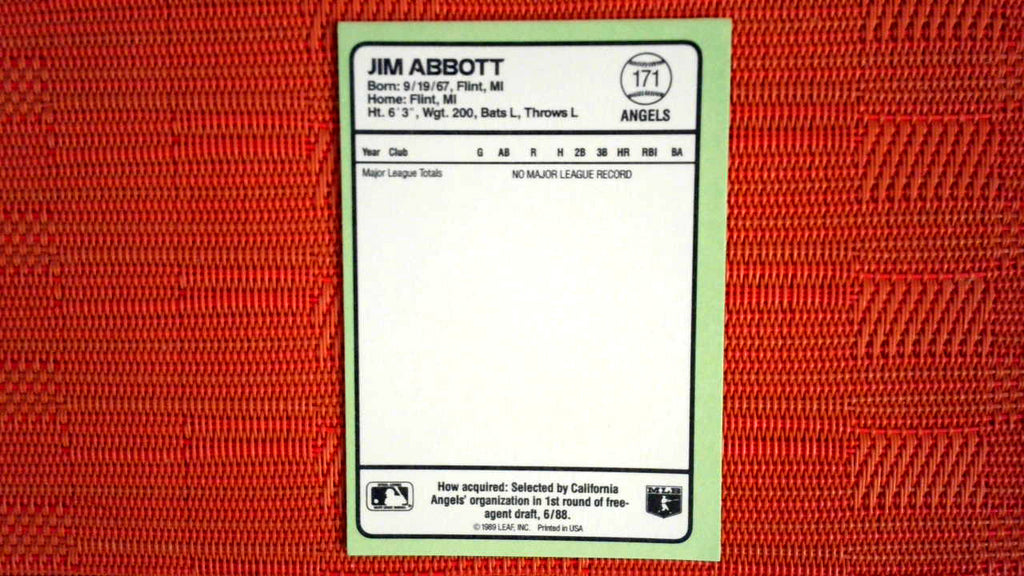 JIM ABBOTT
Born: 9/19/67, Flint, MI
Home: Flint, MI
Ht. 6'3", Wgt. 200, Bats L, Throws L
171
ANGELS
Year Club G AB R H 2B 3B HR RBI BA
Major League Totals NO MAJOR LEAGUE RECORD
How acquired: Selected by California
Angels' organization in 1st round of free-
agent draft, 6/88.
© 1989 LEAF, INC. Printed in USA
MLB